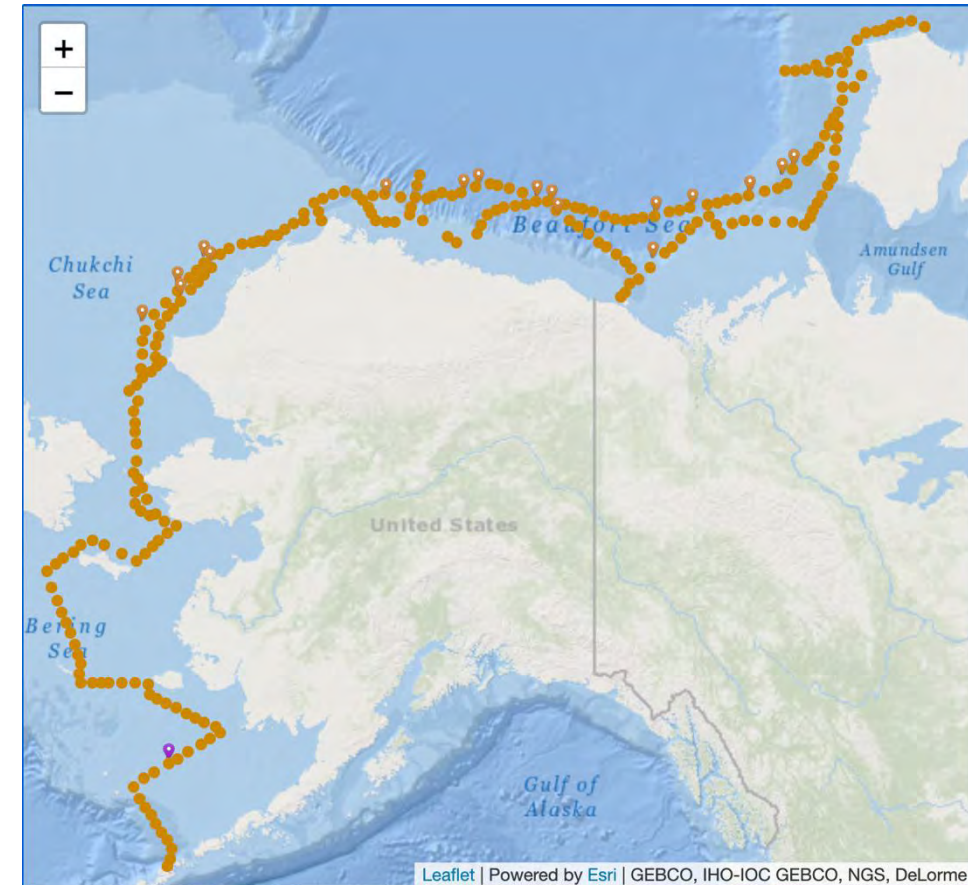 +
−
Chukchi
Sea
Beaufort Sea
Amundsen
Gulf
United States
Bering
Sea
Gulf of
Alaska
Leaflet | Powered by Esri | GEBCO, IHO-IOC GEBCO, NGS, DeLorme